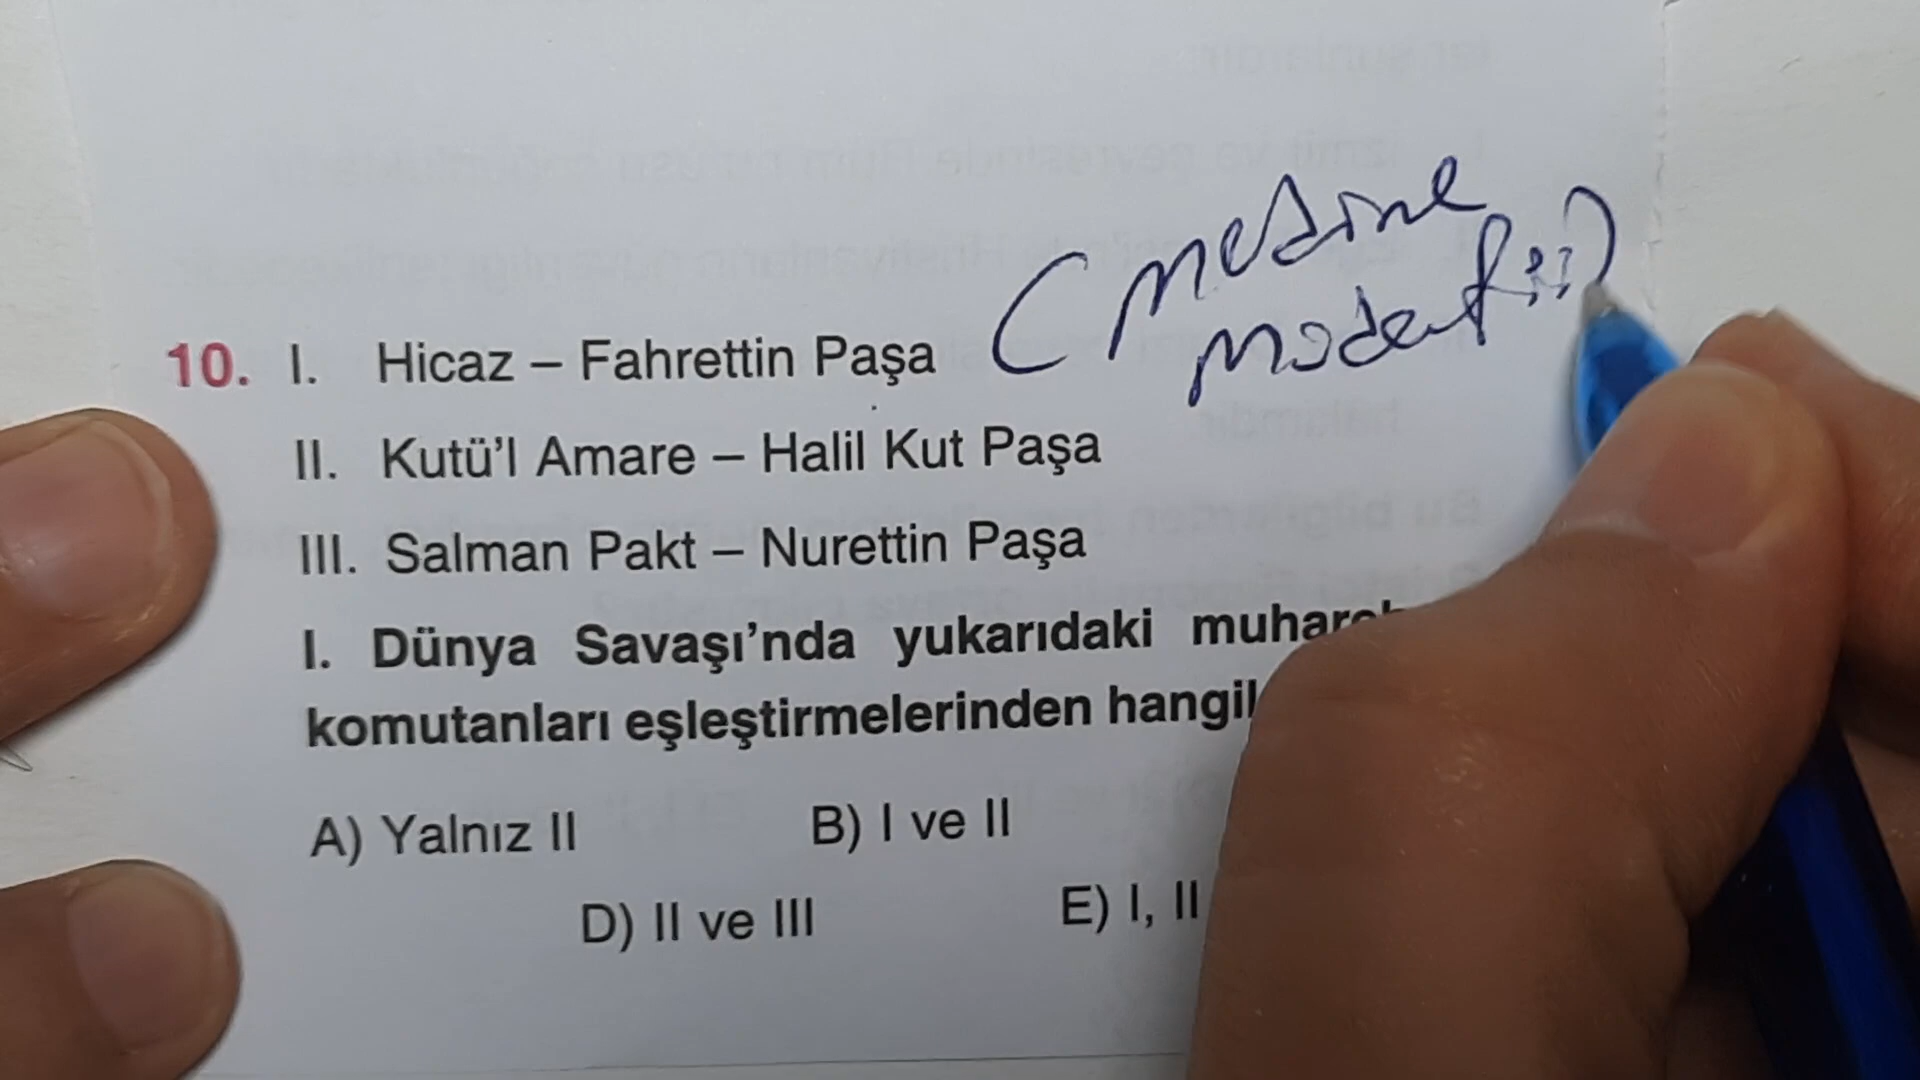 (Medine
Müdafii)
10. I. Hicaz – Fahrettin Paşa
II. Kutü'l Amare – Halil Kut Paşa
III. Salman Pakt – Nurettin Paşa
I. Dünya Savaşı'nda yukarıdaki
komutanları eşleştirmelerinden
A) Yalnız II B) I ve II
D) II ve III E) I, II